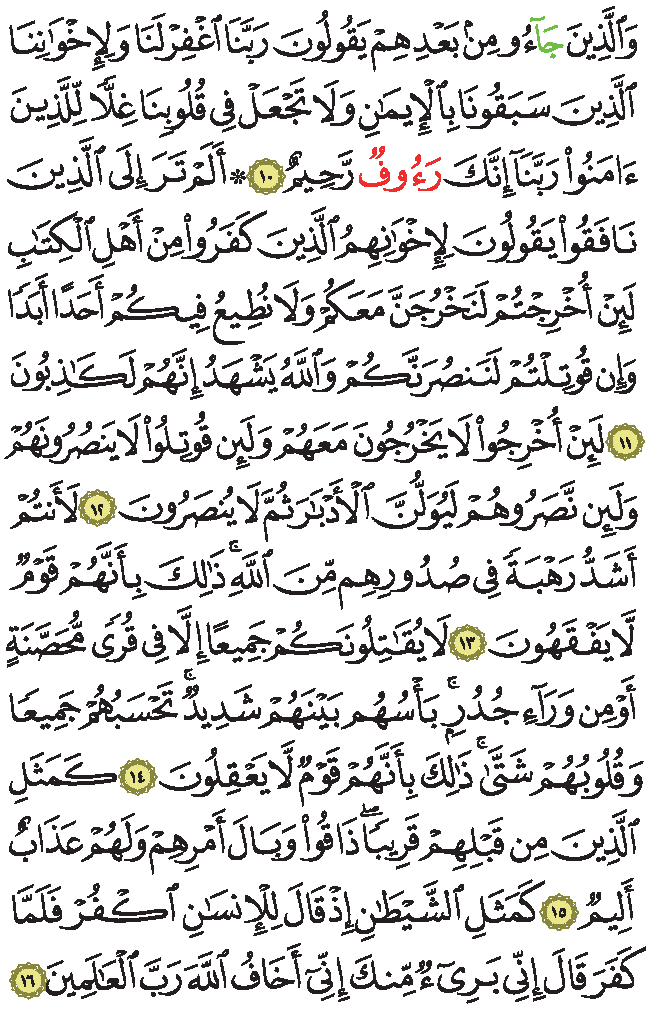 وَٱلَّذِينَ جَآءُو مِنۢ بَعۡدِهِمۡ يَقُولُونَ رَبَّنَا ٱغۡفِرۡ لَنَا وَلِإِخۡوَٰنِنَا
ٱلَّذِينَ سَبَقُونَا بِٱلۡإِيمَٰنِ وَلَا تَجۡعَلۡ فِي قُلُوبِنَا غِلّٗا لِّلَّذِينَ
ءَامَنُواْ رَبَّنَآ إِنَّكَ رَءُوفٞ رَّحِيمٌ ١٠ ۞ أَلَمۡ تَرَ إِلَى ٱلَّذِينَ
نَافَقُواْ يَقُولُونَ لِإِخۡوَٰنِهِمُ ٱلَّذِينَ كَفَرُواْ مِنۡ أَهۡلِ ٱلۡكِتَٰبِ
لَئِنۡ أُخۡرِجۡتُمۡ لَنَخۡرُجَنَّ مَعَكُمۡ وَلَا نُطِيعُ فِيكُمۡ أَحَدًا أَبَدٗا
وَإِن قُوتِلۡتُمۡ لَنَنصُرَنَّكُمۡ وَٱللَّهُ يَشۡهَدُ إِنَّهُمۡ لَكَٰذِبُونَ
١١ لَئِنۡ أُخۡرِجُواْ لَا يَخۡرُجُونَ مَعَهُمۡ وَلَئِن قُوتِلُواْ لَا يَنصُرُونَهُمۡ
وَلَئِن نَّصَرُوهُمۡ لَيُوَلُّنَّ ٱلۡأَدۡبَٰرَ ثُمَّ لَا يُنصَرُونَ ١٢ لَأَنتُمۡ
أَشَدُّ رَهۡبَةٗ فِي صُدُورِهِم مِّنَ ٱللَّهِۚ ذَٰلِكَ بِأَنَّهُمۡ قَوۡمٞ
لَّا يَفۡقَهُونَ ١٣ لَا يُقَٰتِلُونَكُمۡ جَمِيعًا إِلَّا فِي قُرٗى مُّحَصَّنَةٍ
أَوۡ مِن وَرَآءِ جُدُرِۭۚ بَأۡسُهُم بَيۡنَهُمۡ شَدِيدٞۚ تَحۡسَبُهُمۡ جَمِيعٗا
وَقُلُوبُهُمۡ شَتَّىٰۚ ذَٰلِكَ بِأَنَّهُمۡ قَوۡمٞ لَّا يَعۡقِلُونَ ١٤ كَمَثَلِ
ٱلَّذِينَ مِن قَبۡلِهِمۡ قَرِيبٗاۖ ذَاقُواْ وَبَالَ أَمۡرِهِمۡ وَلَهُمۡ عَذَابٌ
أَلِيمٞ ١٥ كَمَثَلِ ٱلشَّيۡطَٰنِ إِذۡ قَالَ لِلۡإِنسَٰنِ ٱكۡفُرۡ فَلَمَّا
كَفَرَ قَالَ إِنِّي بَرِيٓءٞ مِّنكَ إِنِّيٓ أَخَافُ ٱللَّهَ رَبَّ ٱلۡعَٰلَمِينَ ١٦